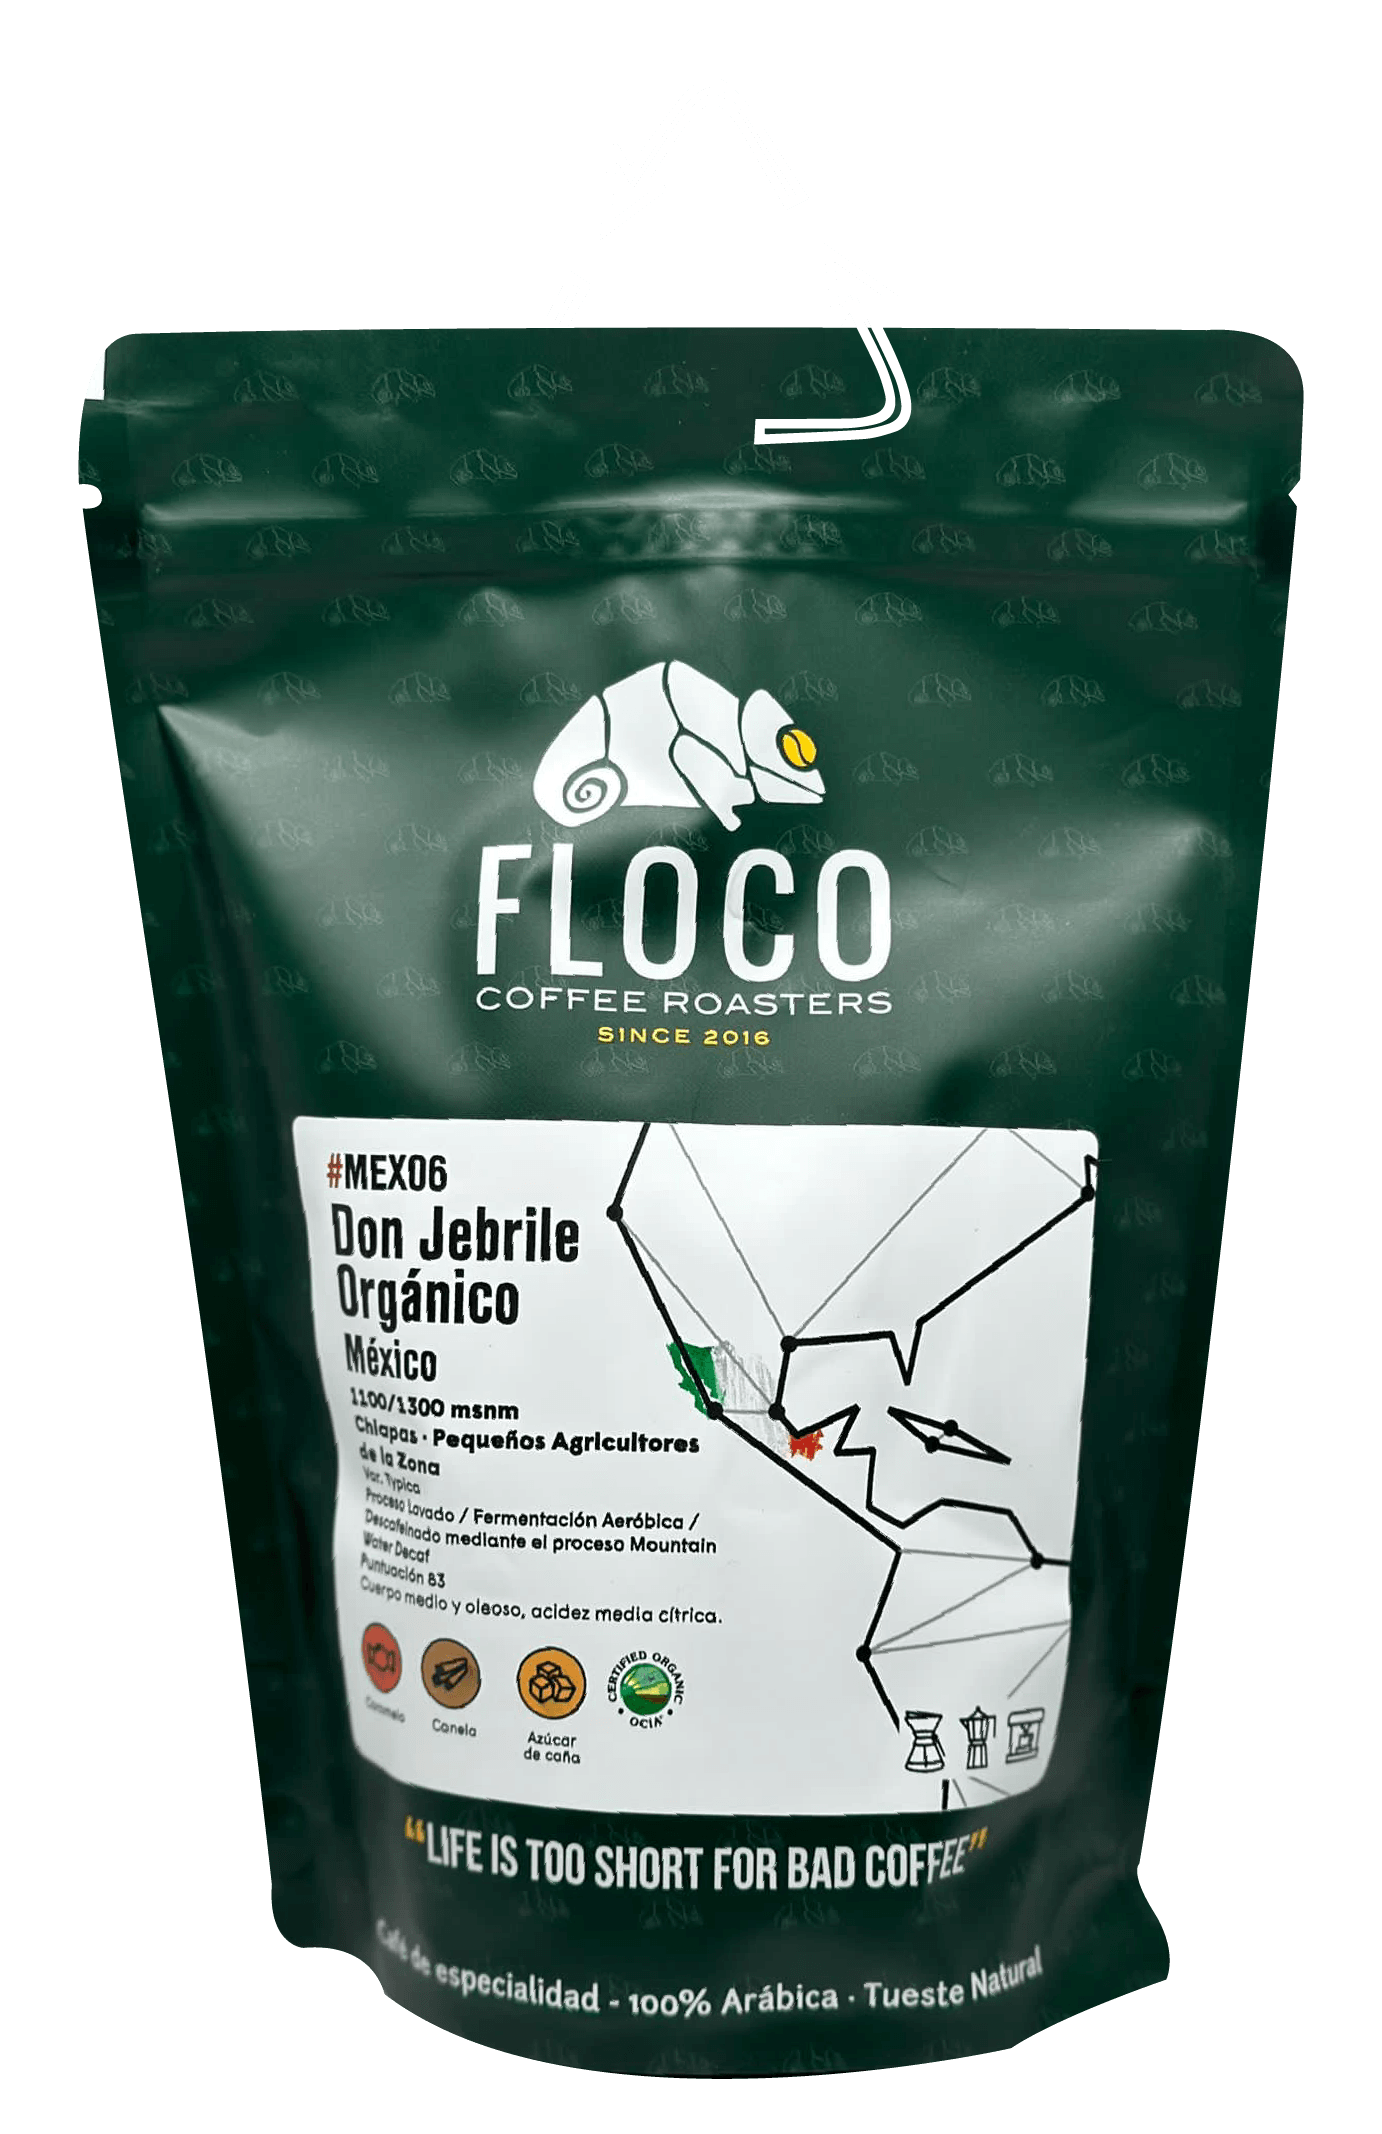 FLOCO
COFFEE ROASTERS
SINCE 2016
#MEX06
Don Jebrile
Orgánico
México
1100/1300 msnm
Chiapas · Pequeños Agricultores
de la Zona
Var. Typica
Proceso Lavado / Fermentación Aeróbica /
Descafeinado mediante el proceso Mountain
Water Decaf
Puntuación 83
Cuerpo medio y oleoso, acidez media cítrica.
Caramelo
Canela
Azúcar
de caña
CERTIFIED ORGANIC
· OCIA ·
“LIFE IS TOO SHORT FOR BAD COFFEE”
Café de especialidad - 100% Arábica · Tueste Natural